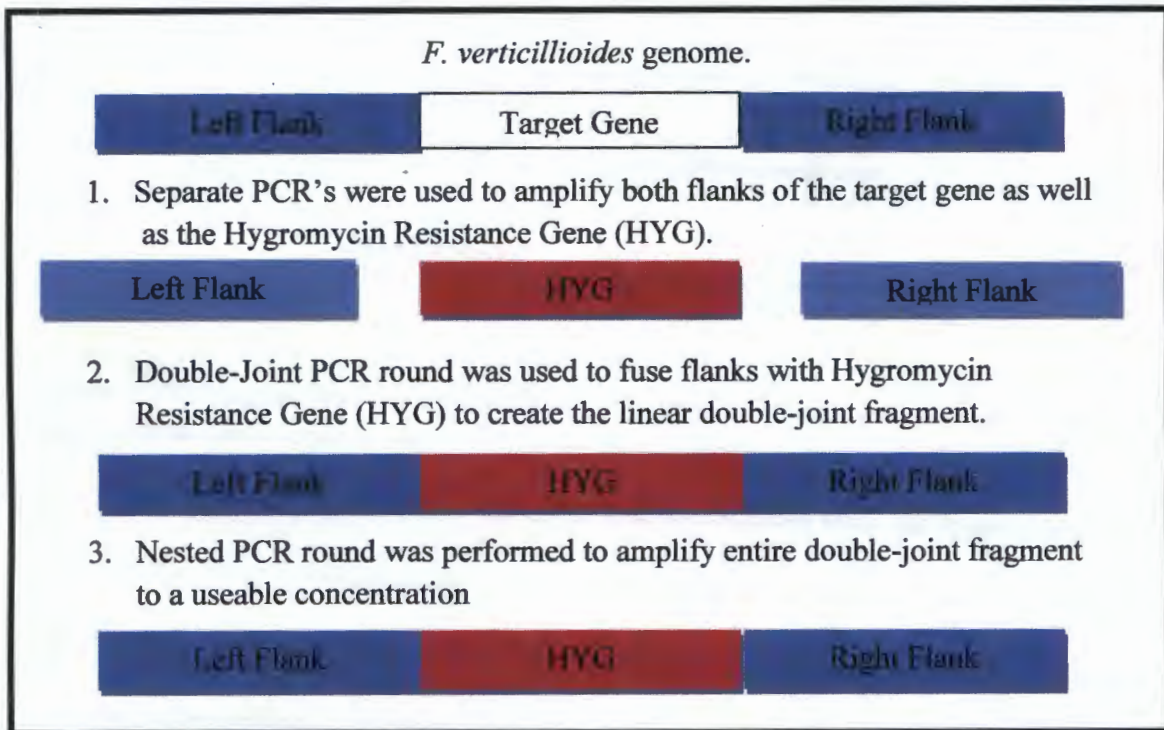 F. verticillioides genome.
Left Flank Target Gene Right Flank
1. Separate PCR's were used to amplify both flanks of the target gene as well
as the Hygromycin Resistance Gene (HYG).
Left Flank HYG Right Flank
2. Double-Joint PCR round was used to fuse flanks with Hygromycin
Resistance Gene (HYG) to create the linear double-joint fragment.
Left Flank HYG Right Flank
3. Nested PCR round was performed to amplify entire double-joint fragment
to a useable concentration
Left Flank HYG Right Flank